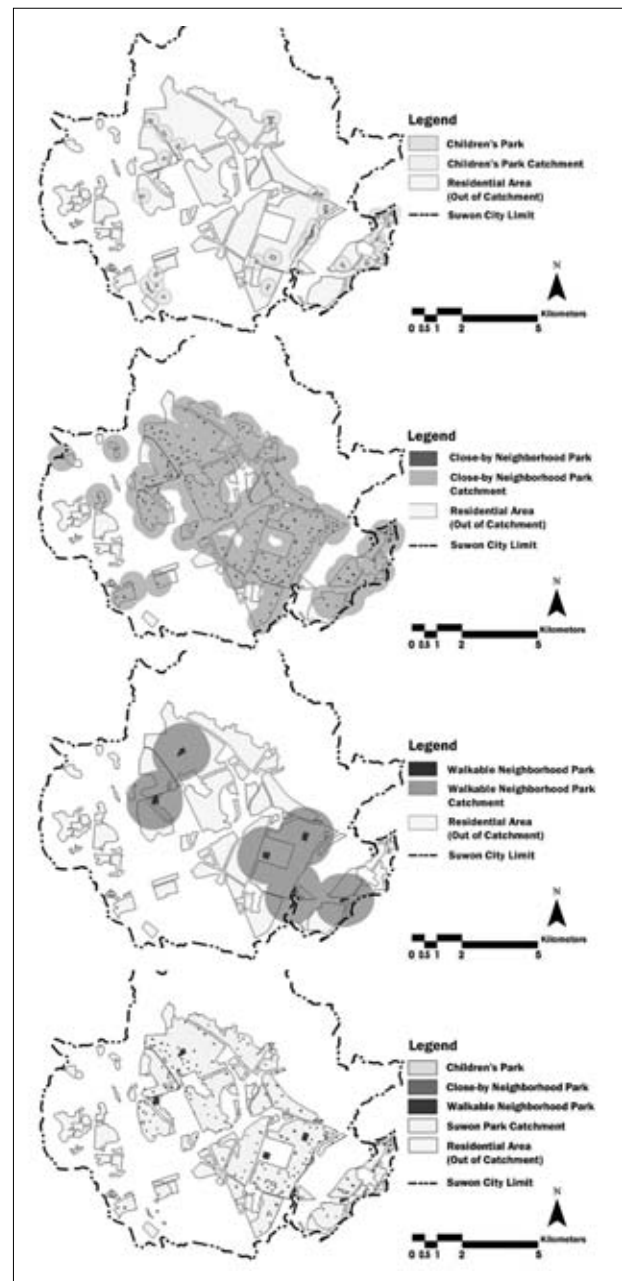 Legend
Children's Park
Children's Park Catchment
Residential Area
(Out of Catchment)
Suwon City Limit
N
Kilometers
0 0.5 1 2 5
Legend
Close-by Neighborhood Park
Close-by Neighborhood Park
Catchment
Residential Area
(Out of Catchment)
Suwon City Limit
N
Kilometers
0 0.5 1 2 5
Legend
Walkable Neighborhood Park
Walkable Neighborhood Park
Catchment
Residential Area
(Out of Catchment)
Suwon City Limit
N
Kilometers
0 0.5 1 2 5
Legend
Children's Park
Close-by Neighborhood Park
Walkable Neighborhood Park
Suwon Park Catchment
Residential Area
(Out of Catchment)
Suwon City Limit
N
Kilometers
0 0.5 1 2 5